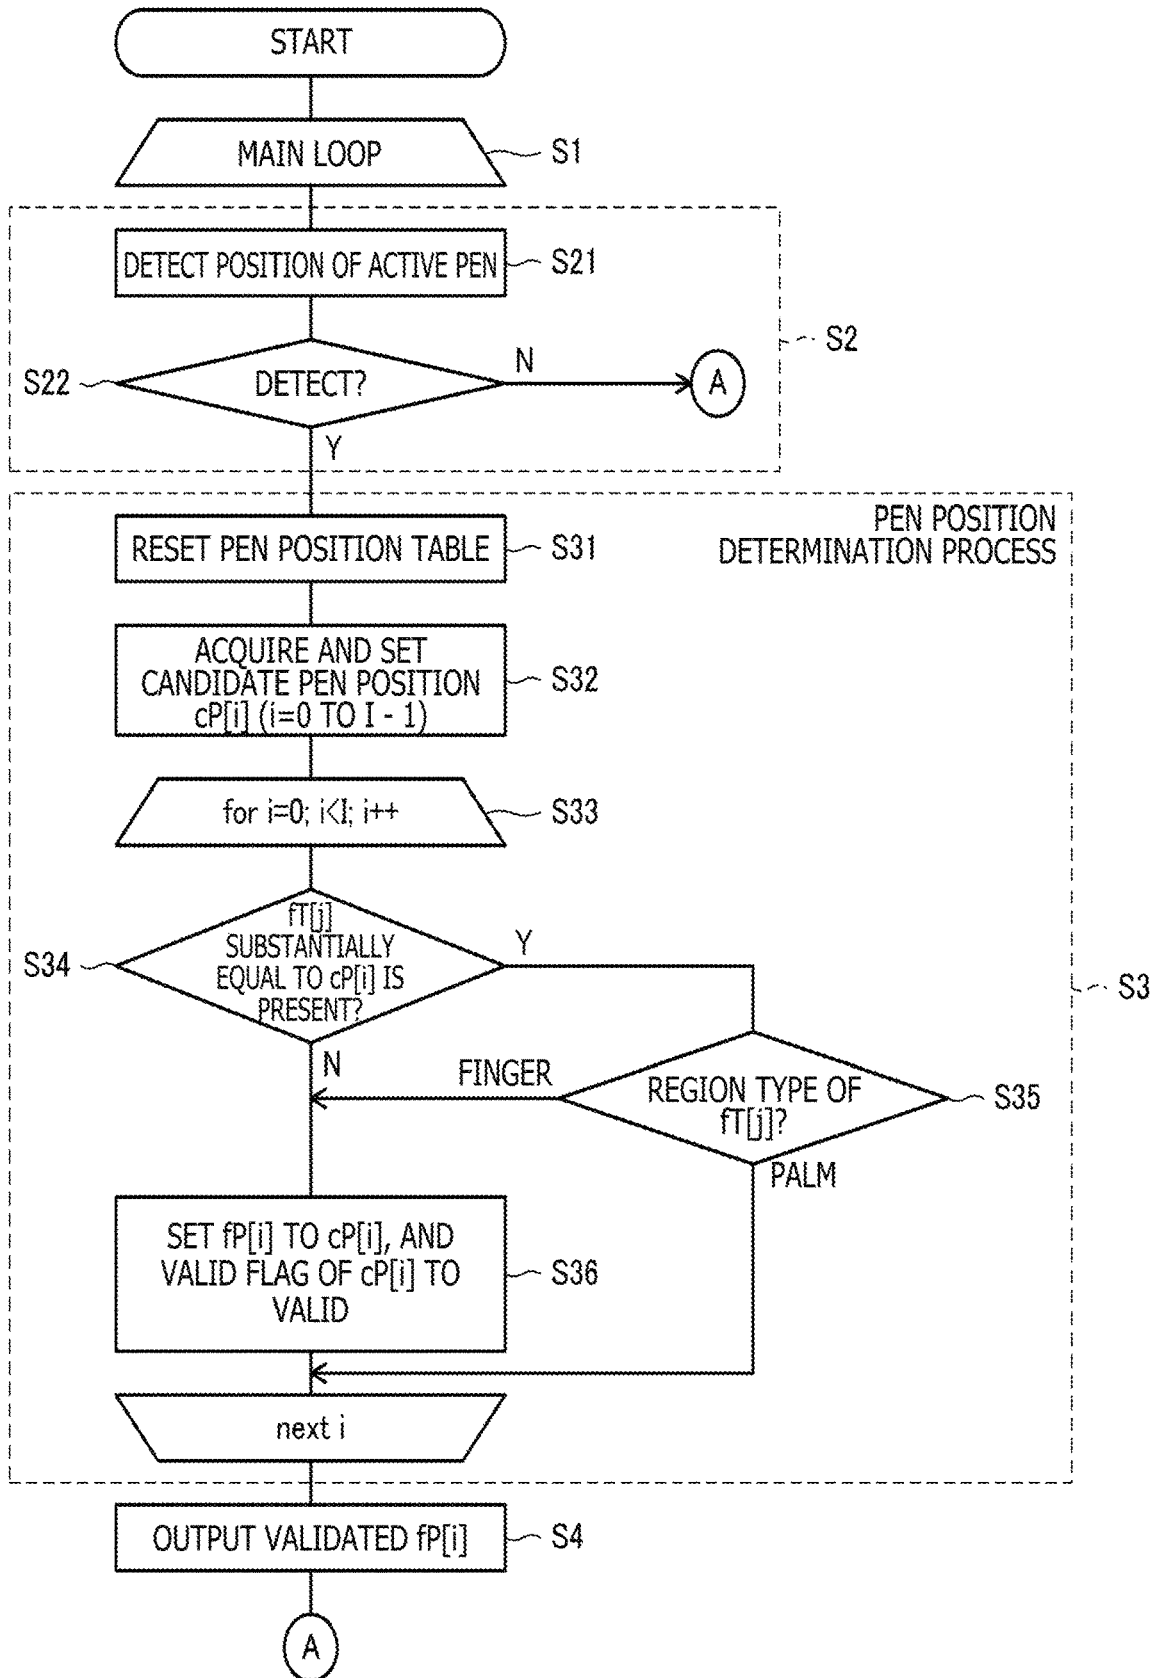 START
MAIN LOOP
S1
DETECT POSITION OF ACTIVE PEN
S21
S2
S22
DETECT?
N
A
Y
PEN POSITION
DETERMINATION PROCESS
RESET PEN POSITION TABLE
S31
ACQUIRE AND SET
CANDIDATE PEN POSITION
cP[i] (i=0 TO I - 1)
S32
for i=0; i<I; i++
S33
S34
fT[j]
SUBSTANTIALLY
EQUAL TO cP[i] IS
PRESENT?
Y
S3
N
FINGER
REGION TYPE OF
fT[j]?
S35
PALM
SET fP[i] TO cP[i], AND
VALID FLAG OF cP[i] TO
VALID
S36
next i
OUTPUT VALIDATED fP[i]
S4
A